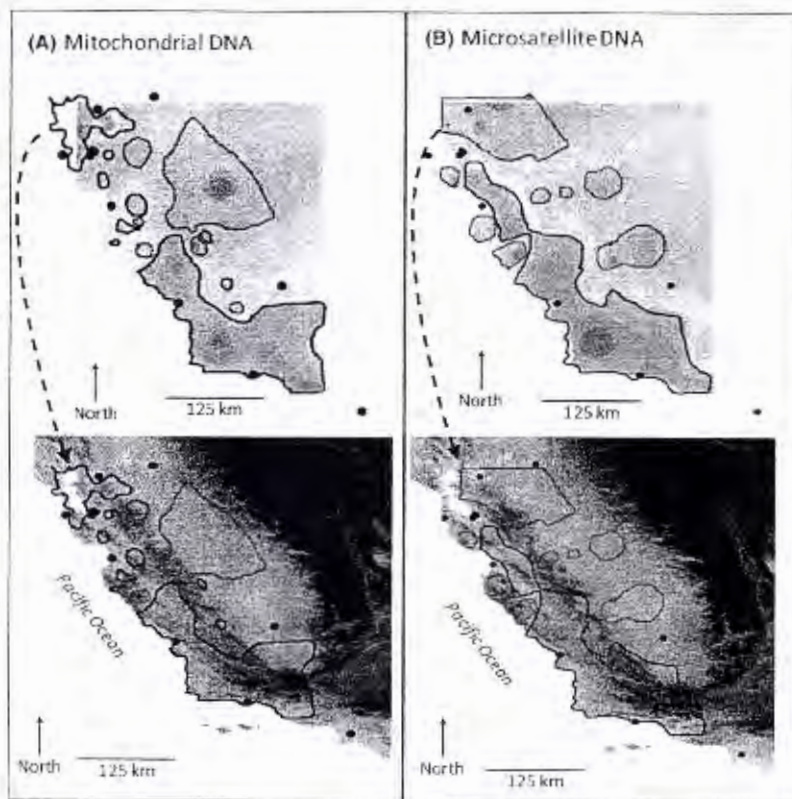 (A) Mitochondrial DNA
North
125 km
Pacific Ocean
North
125 km
(B) Microsatellite DNA
North
125 km
Pacific Ocean
North
125 km